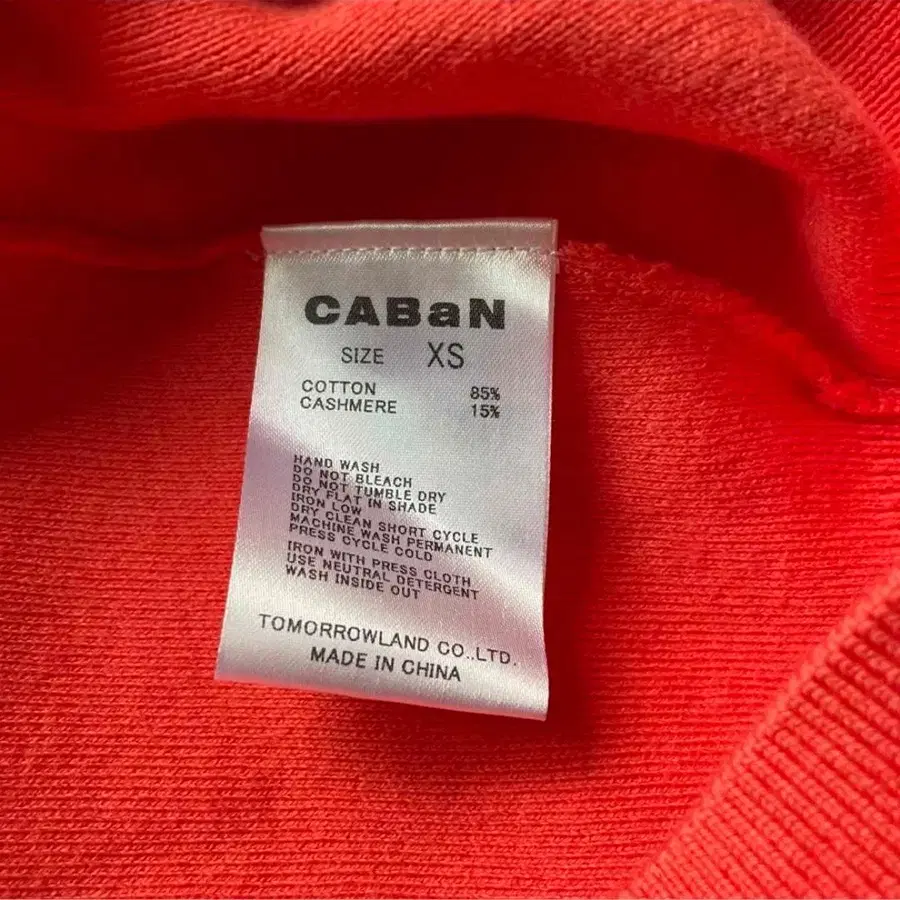 CABaN
SIZE XS
COTTON 85%
CASHMERE 15%
HAND WASH
DO NOT BLEACH
DO NOT TUMBLE DRY
DRY FLAT IN SHADE
IRON LOW
DRY CLEAN SHORT CYCLE
MACHINE WASH PERMANENT
PRESS CYCLE COLD
IRON WITH PRESS CLOTH
USE NEUTRAL DETERGENT
WASH INSIDE OUT
TOMORROWLAND CO.,LTD.
MADE IN CHINA